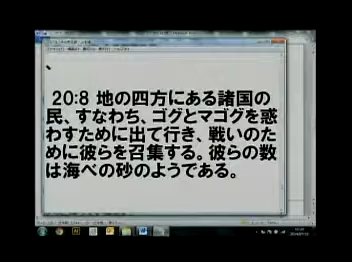 20:8 地の四方にある諸国の
民、すなわち、ゴグとマゴグを惑
わすために出て行き、戦いのた
めに彼らを召集する。彼らの数
は海べの砂のようである。